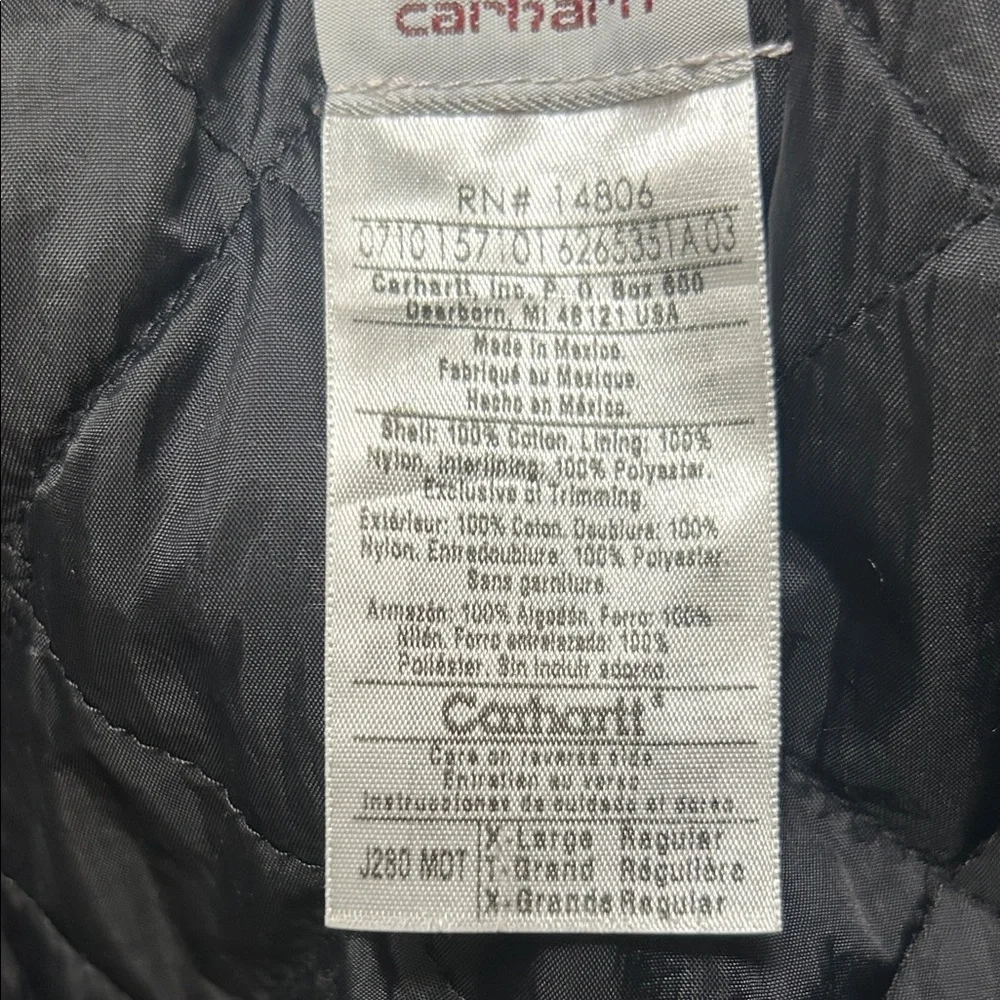 carhartt
RN# 14806
07101571016265351A03
Carhartt, Inc. P. O. Box 600
Dearborn, MI 48121 USA
Made in Mexico.
Fabriqué au Mexique.
Hecho en México.
Shell: 100% Cotton. Lining: 100%
Nylon. Interlining: 100% Polyester.
Exclusive of Trimming
Extérieur: 100% Coton. Doublure: 100%
Nylon. Entredoublure: 100% Polyester.
Sans garniture.
Armazón: 100% Algodón. Forro: 100%
Nilón. Forro entrelazado: 100%
Poliéster. Sin incluir adorno
Carhartt
Care on reverse side
Entretien au verso
Instrucciones de cuidado al dorso
J280 MDT
X-Large Regular
T-Grand Régulière
X-Grande Regular